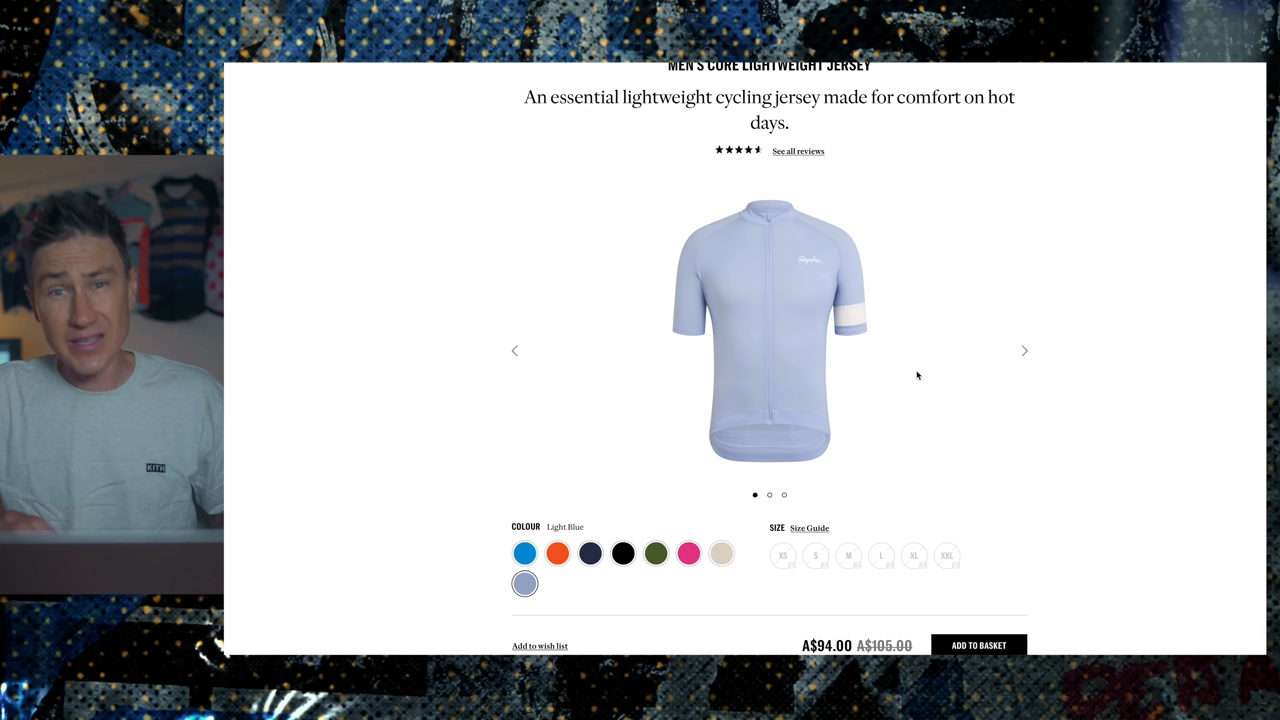 MEN'S CORE LIGHTWEIGHT JERSEY
An essential lightweight cycling jersey made for comfort on hot
days.
See all reviews
Rapha.
KITH
COLOUR Light Blue
SIZE Size Guide
XS S M L XL XXL
Add to wish list
A$94.00 A$105.00 ADD TO BASKET